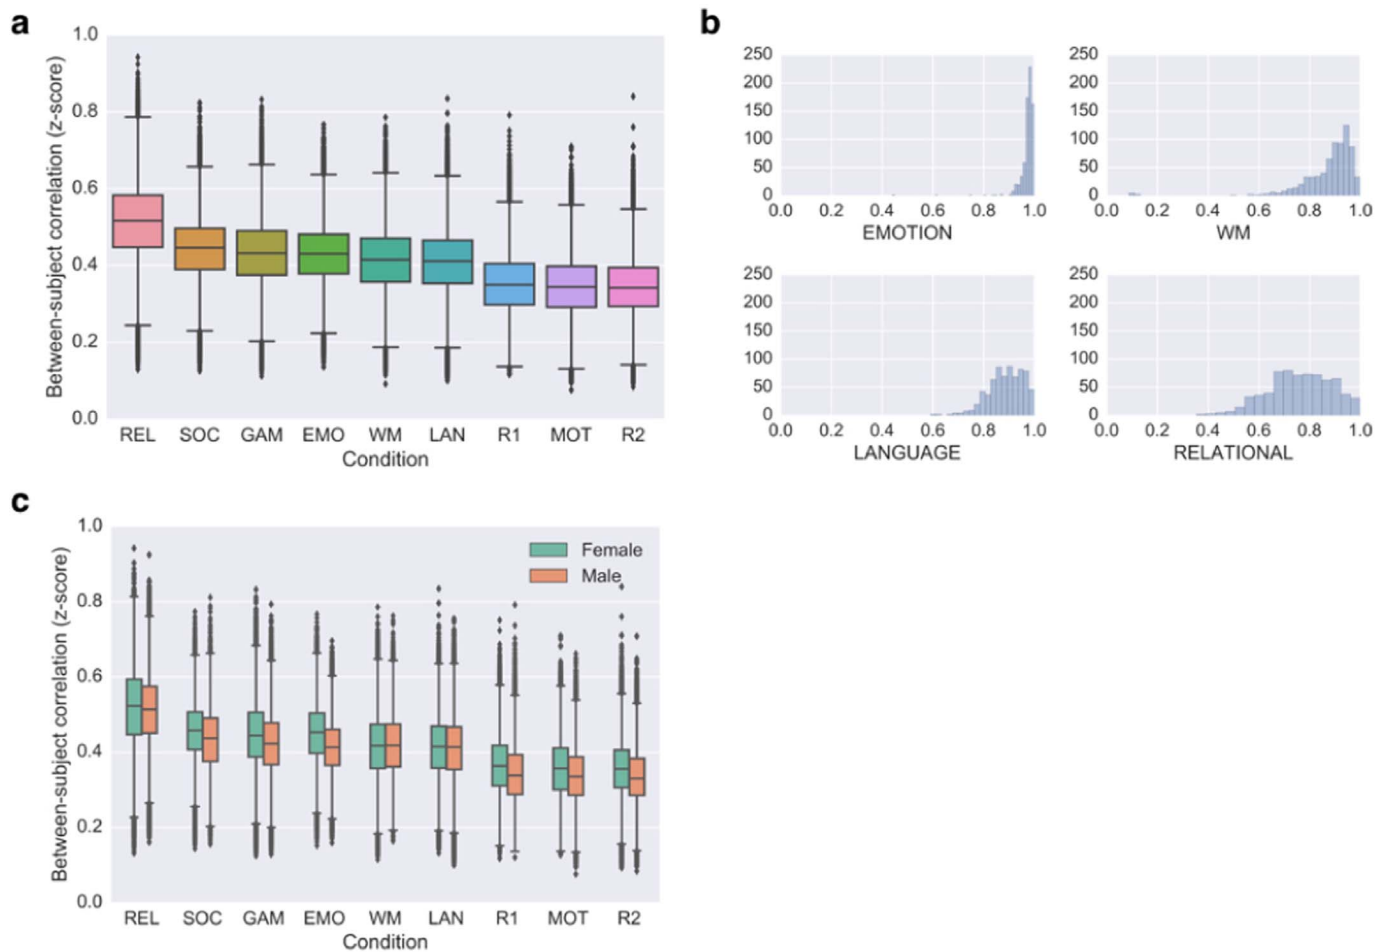 a
1.0
0.8
0.6
0.4
0.2
0.0
Between-subject correlation (z-score)
REL SOC GAM EMO WM LAN R1 MOT R2
Condition
b
250
200
150
100
50
0
0.0 0.2 0.4 0.6 0.8 1.0
EMOTION
250
200
150
100
50
0
0.0 0.2 0.4 0.6 0.8 1.0
WM
250
200
150
100
50
0
0.0 0.2 0.4 0.6 0.8 1.0
LANGUAGE
250
200
150
100
50
0
0.0 0.2 0.4 0.6 0.8 1.0
RELATIONAL
c
1.0
0.8
0.6
0.4
0.2
0.0
Between-subject correlation (z-score)
Female
Male
REL SOC GAM EMO WM LAN R1 MOT R2
Condition